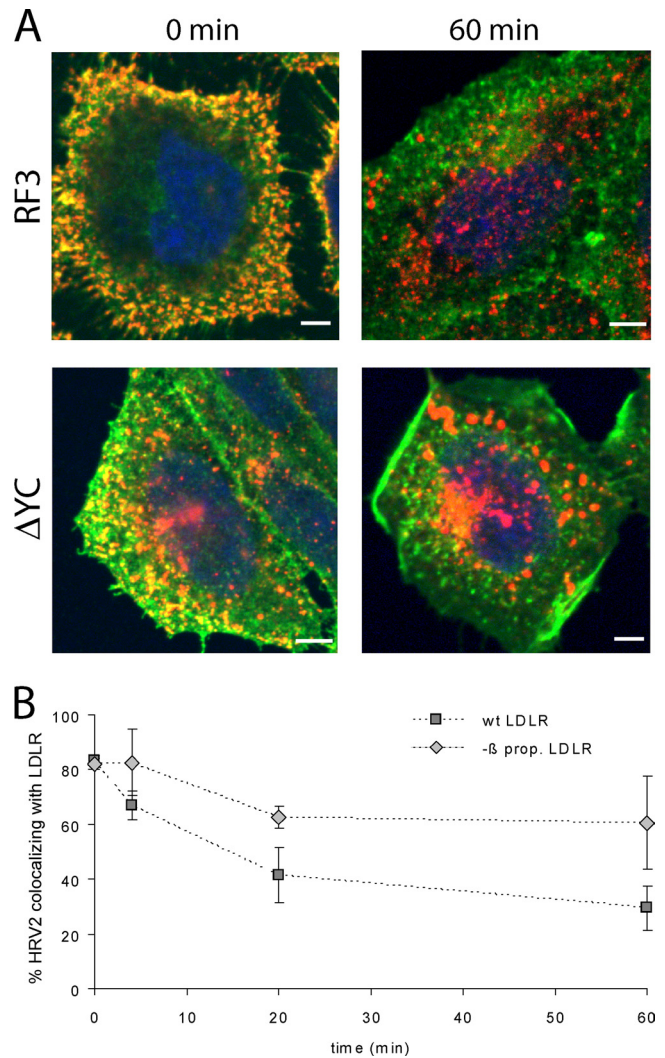 A
0 min
60 min
RF3
ΔYC
B
% HRV2 colocalizing with LDLR
100
80
60
40
20
0
wt LDLR
-ß prop. LDLR
0
10
20
30
40
50
60
time (min)